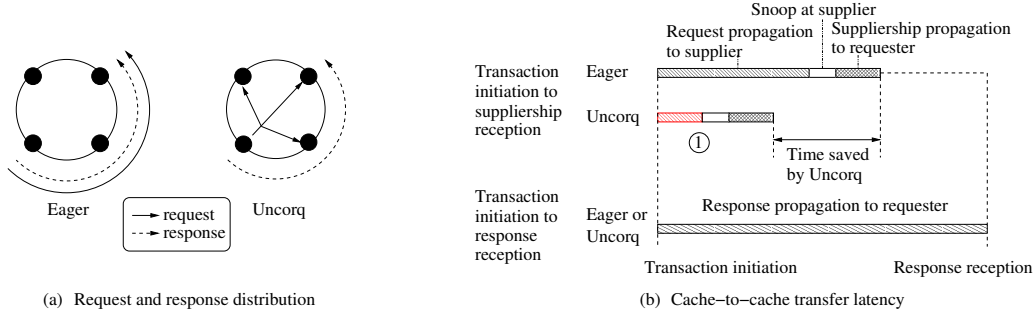 Eager
Uncorq
request
response
(a) Request and response distribution
Snoop at supplier
Request propagation
to supplier
Suppliership propagation
to requester
Transaction
initiation to
suppliership
reception
Eager
Uncorq
1
Time saved
by Uncorq
Transaction
initiation to
response
reception
Eager or
Uncorq
Response propagation to requester
Transaction initiation
Response reception
(b) Cache−to−cache transfer latency